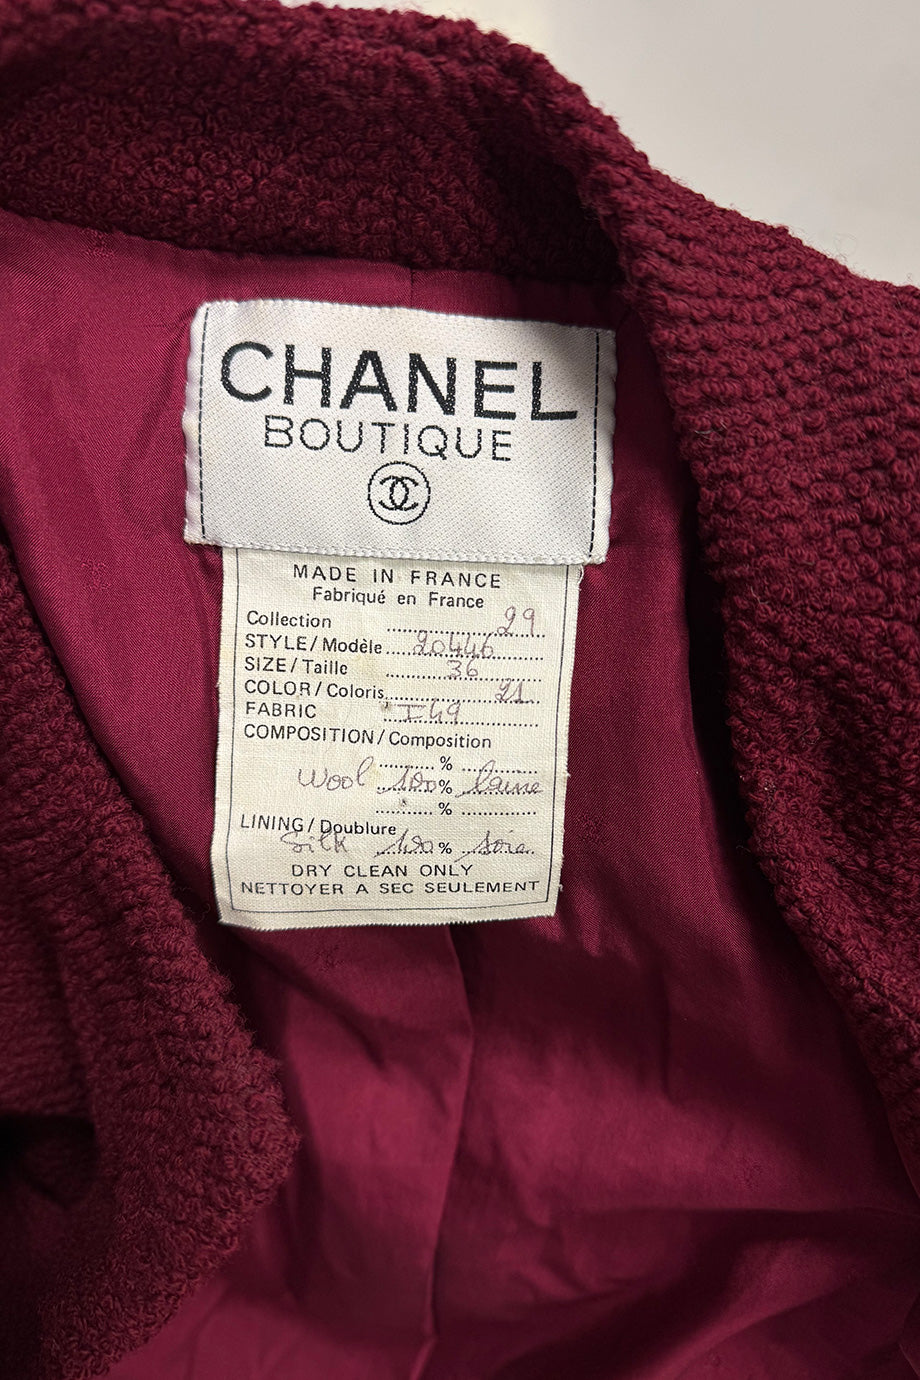 CHANEL
BOUTIQUE
MADE IN FRANCE
Fabriqué en France
Collection 29
STYLE/Modèle 20446
SIZE/Taille 36
COLOR/Coloris 21
FABRIC I49
COMPOSITION/Composition
%
Wool 100% laine
%
LINING/Doublure
Silk 100% soie
DRY CLEAN ONLY
NETTOYER A SEC SEULEMENT